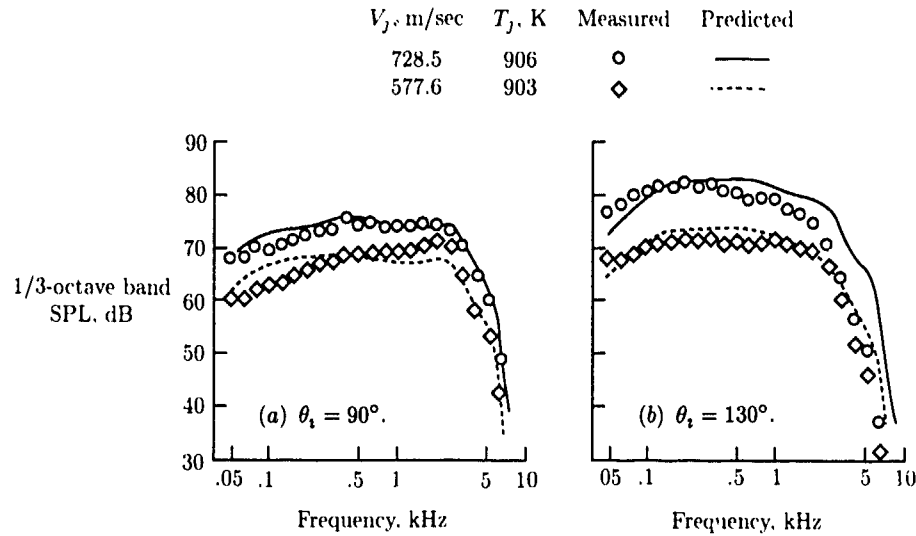 V_j, m/sec T_j, K Measured Predicted
728.5 906
577.6 903
90
80
70
60
50
40
30
1/3-octave band
SPL, dB
(a) θ_i = 90°.
(b) θ_i = 130°.
.05 .1 .5 1 5 10
.05 .1 .5 1 5 10
Frequency, kHz
Frequency, kHz